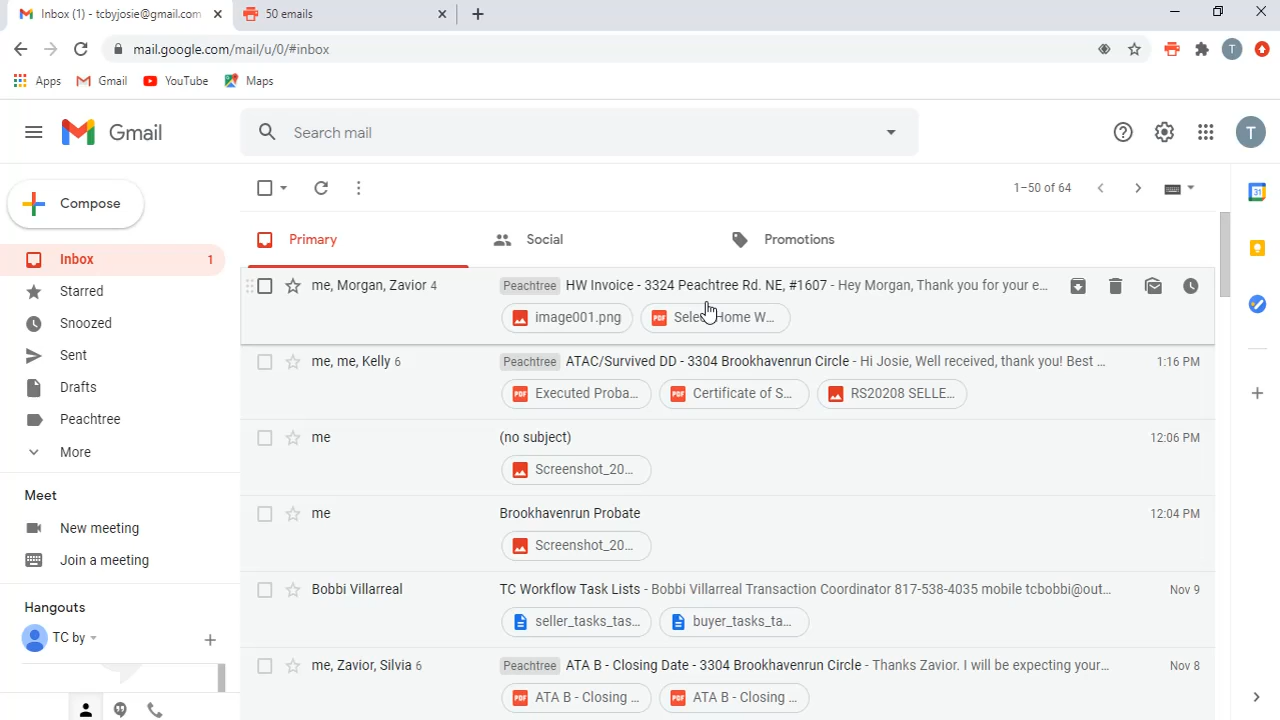 Inbox (1) - tcbyjosie@gmail.com
50 emails
mail.google.com/mail/u/0/#inbox
T
Apps
Gmail
YouTube
Maps
Gmail
Search mail
T
Compose
1–50 of 64
Primary
Social
Promotions
Inbox 1
Starred
Snoozed
Sent
Drafts
Peachtree
More
Meet
New meeting
Join a meeting
Hangouts
TC by
me, Morgan, Zavior 4 Peachtree HW Invoice - 3324 Peachtree Rd. NE, #1607 - Hey Morgan, Thank you for your e...
image001.png PDF Home W...
me, me, Kelly 6 Peachtree ATAC/Survived DD - 3304 Brookhavenrun Circle - Hi Josie, Well received, thank you! Best ... 1:16 PM
PDF Executed Proba... PDF Certificate of S... RS20208 SELLE...
me (no subject) 12:06 PM
Screenshot_20...
me Brookhavenrun Probate 12:04 PM
Screenshot_20...
Bobbi Villarreal TC Workflow Task Lists - Bobbi Villarreal Transaction Coordinator 817-538-4035 mobile tcbobbi@out... Nov 9
seller_tasks_tas... buyer_tasks_ta...
me, Zavior, Silvia 6 Peachtree ATA B - Closing Date - 3304 Brookhavenrun Circle - Thanks Zavior. I will be expecting your... Nov 8
PDF ATA B - Closing ... PDF ATA B - Closing ...
31